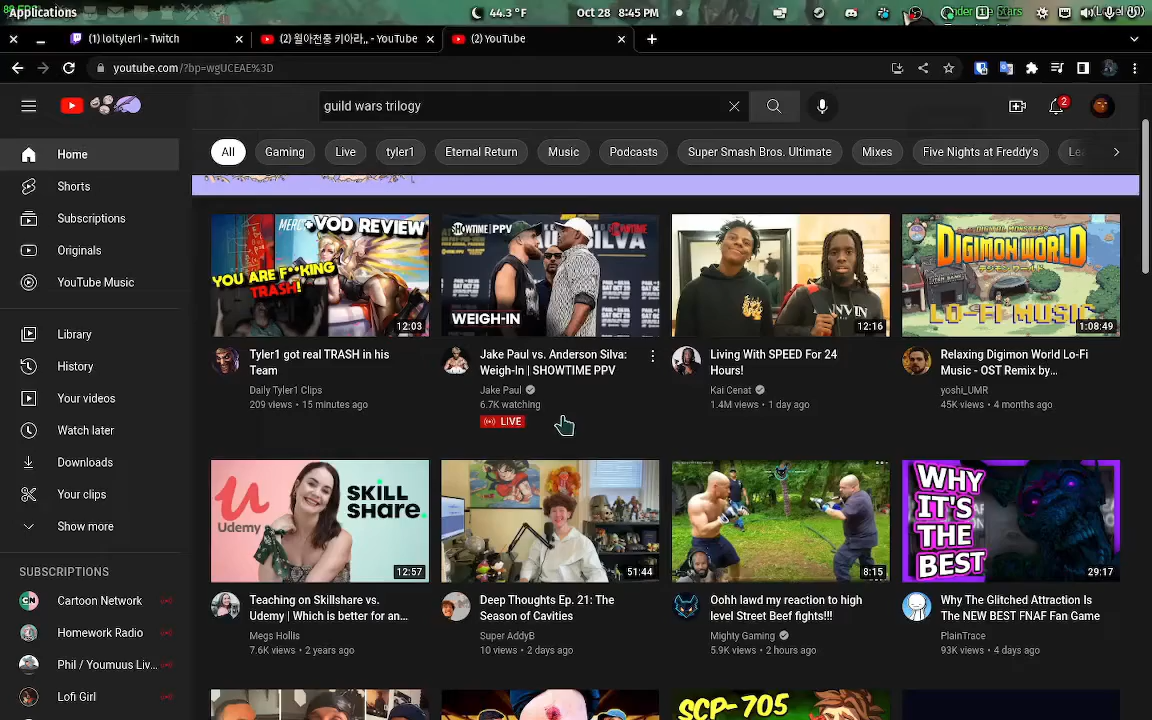 Applications
44.3 °F
Oct 28  8:45 PM
(1) loltyler1 - Twitch
(2) 월아전중 키아라,, - YouTube
(2) YouTube
youtube.com/?bp=wgUCEAE%3D
guild wars trilogy
2
Home
Shorts
Subscriptions
Originals
YouTube Music
Library
History
Your videos
Watch later
Downloads
Your clips
Show more
SUBSCRIPTIONS
Cartoon Network
Homework Radio
Phil / Youmuus Liv...
Lofi Girl
All
Gaming
Live
tyler1
Eternal Return
Music
Podcasts
Super Smash Bros. Ultimate
Mixes
Five Nights at Freddy's
Le
VOD REVIEW
YOU ARE F**KING
TRASH!
12:03
Tyler1 got real TRASH in his
Team
Daily Tyler1 Clips
209 views • 15 minutes ago
SHOWTIME PPV
WEIGH-IN
Jake Paul vs. Anderson Silva:
Weigh-In | SHOWTIME PPV
Jake Paul
6.7K watching
LIVE
12:16
Living With SPEED For 24
Hours!
Kai Cenat
1.4M views • 1 day ago
DIGIMON WORLD
LO-FI MUSIC
1:08:49
Relaxing Digimon World Lo-Fi
Music - OST Remix by...
yoshi_UMR
45K views • 4 months ago
Udemy
SKILL
SHARE.
12:57
Teaching on Skillshare vs.
Udemy | Which is better for an...
Megs Hollis
7.6K views • 2 years ago
51:44
Deep Thoughts Ep. 21: The
Season of Cavities
Super AddyB
10 views • 2 days ago
8:15
Oohh lawd my reaction to high
level Street Beef fights!!!
Mighty Gaming
5.9K views • 2 hours ago
WHY
IT'S
THE
BEST
29:17
Why The Glitched Attraction Is
The NEW BEST FNAF Fan Game
PlainTrace
93K views • 4 days ago
SCP-705